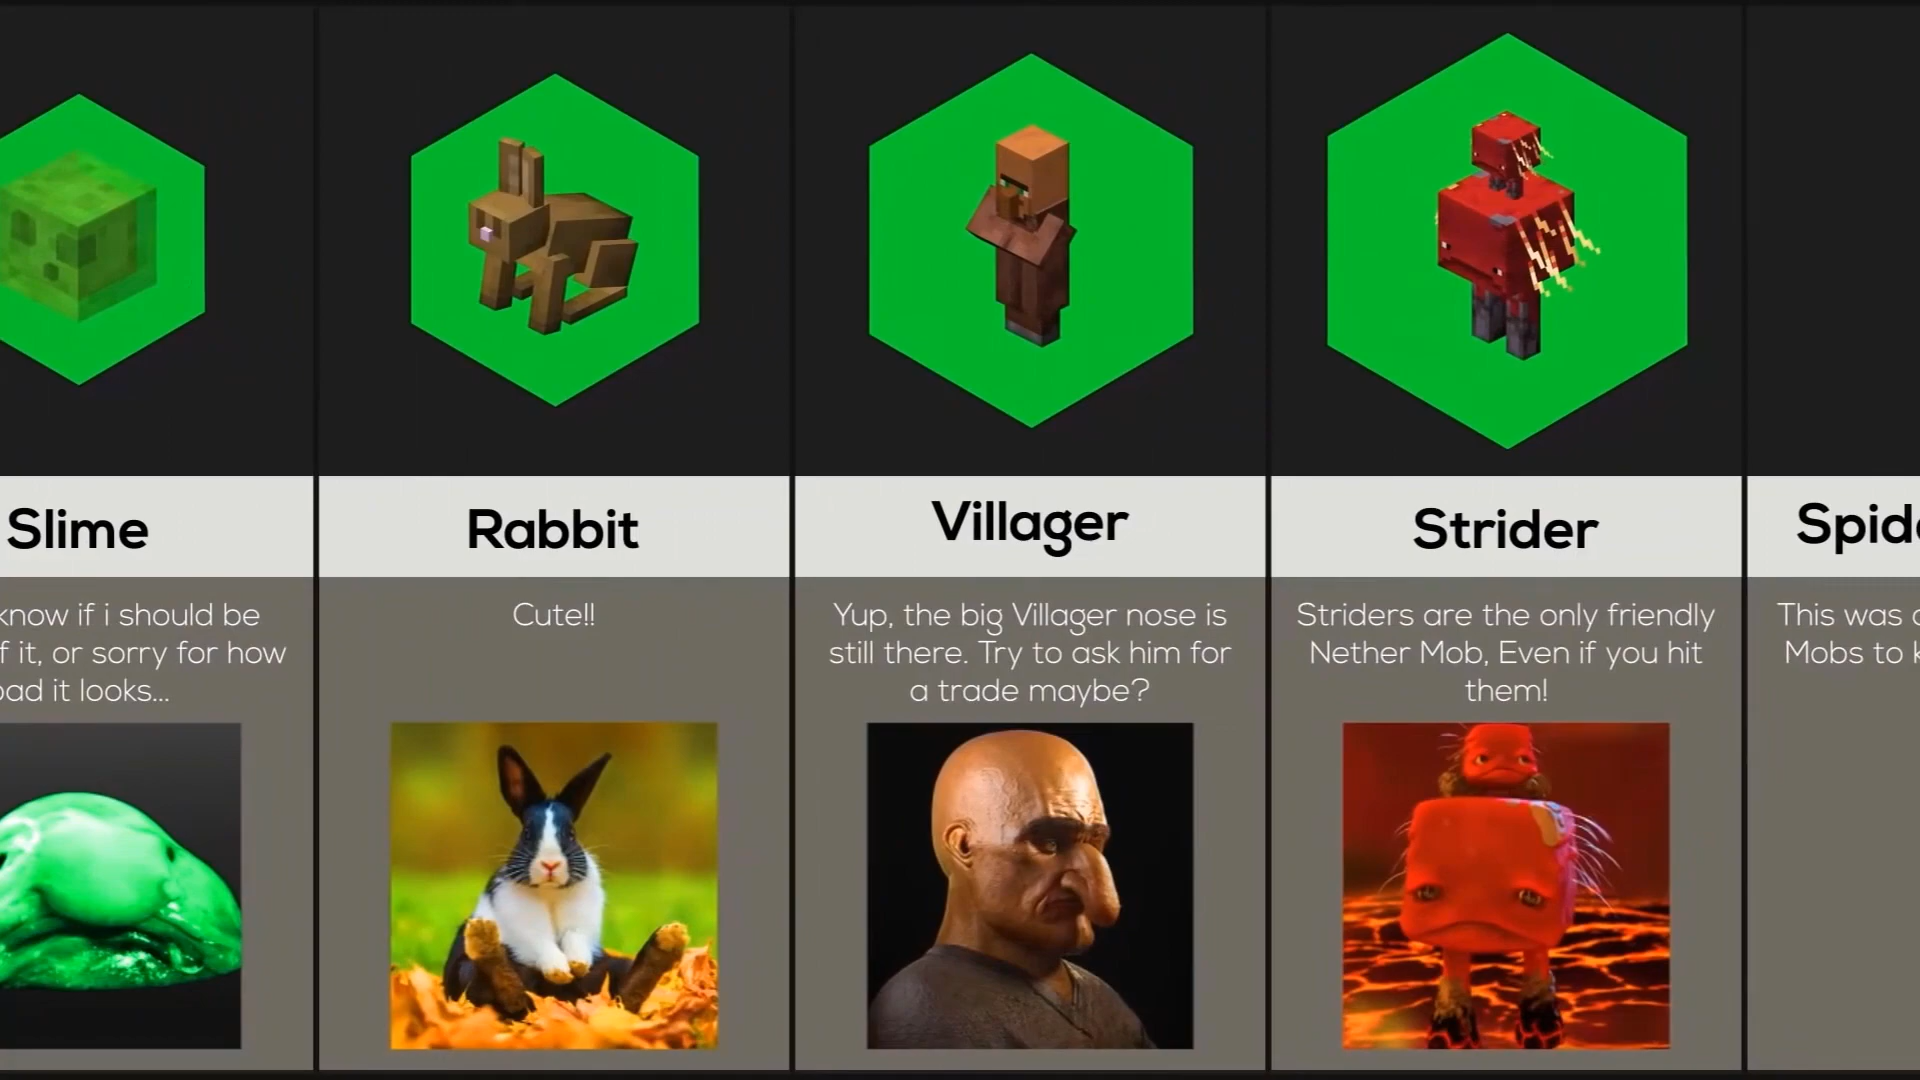 Slime
know if i should be
f it, or sorry for how
bad it looks...
Rabbit
Cute!!
Villager
Yup, the big Villager nose is
still there. Try to ask him for
a trade maybe?
Strider
Striders are the only friendly
Nether Mob, Even if you hit
them!
Spid
This was
Mobs to